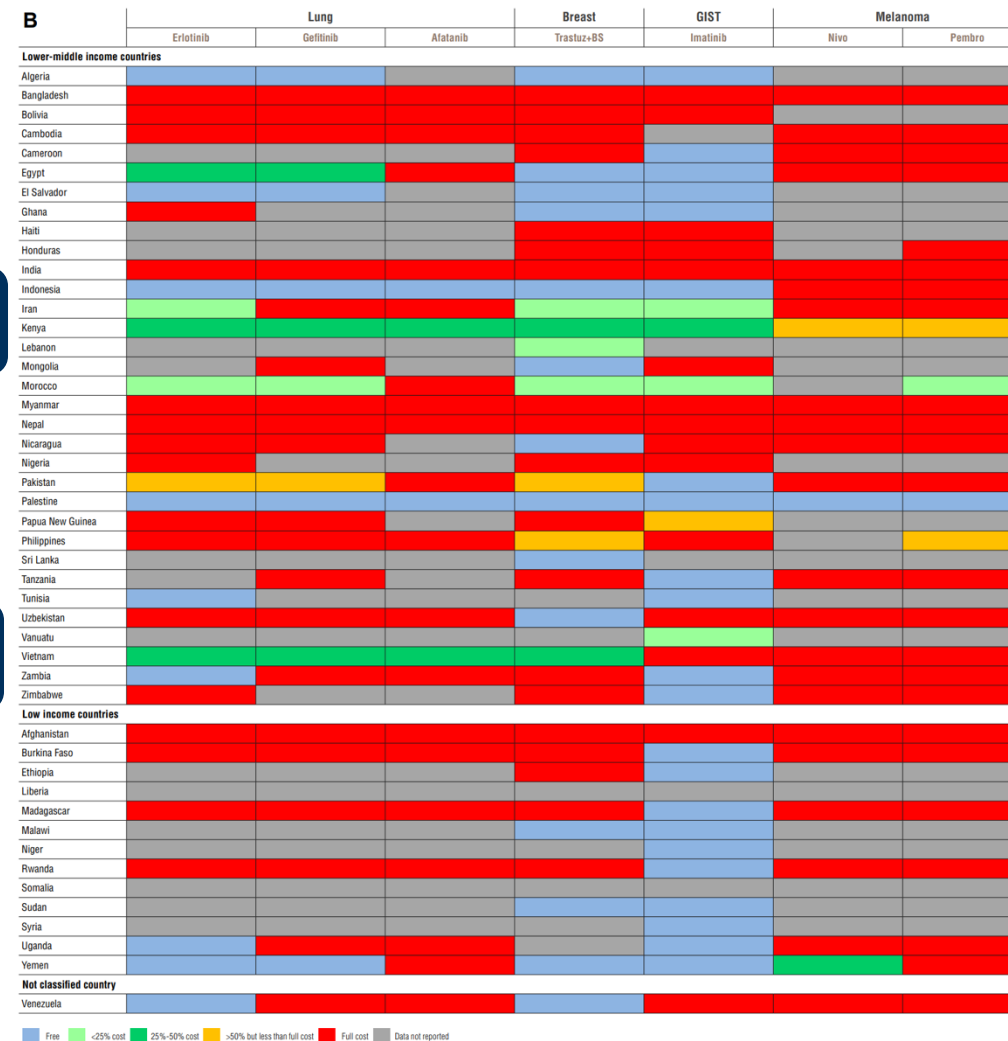 B
Lung Breast GIST Melanoma
Erlotinib Gefitinib Afatanib Trastuz+BS Imatinib Nivo Pembro
Lower-middle income countries
Algeria
Bangladesh
Bolivia
Cambodia
Cameroon
Egypt
El Salvador
Ghana
Haiti
Honduras
India
Indonesia
Iran
Kenya
Lebanon
Mongolia
Morocco
Myanmar
Nepal
Nicaragua
Nigeria
Pakistan
Palestine
Papua New Guinea
Philippines
Sri Lanka
Tanzania
Tunisia
Uzbekistan
Vanuatu
Vietnam
Zambia
Zimbabwe
Low income countries
Afghanistan
Burkina Faso
Ethiopia
Liberia
Madagascar
Malawi
Niger
Rwanda
Somalia
Sudan
Syria
Uganda
Yemen
Not classified country
Venezuela
Free <25% cost 25%-50% cost >50% but less than full cost Full cost Data not reported